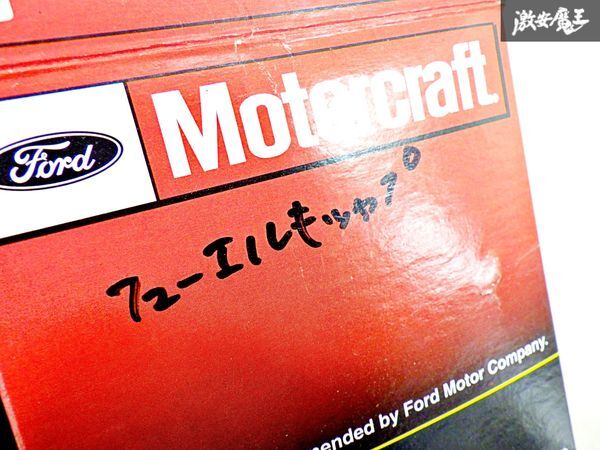 激安魔王
Ford
Motorcraft
フューエルキッャプ
mended by Ford Motor Company.